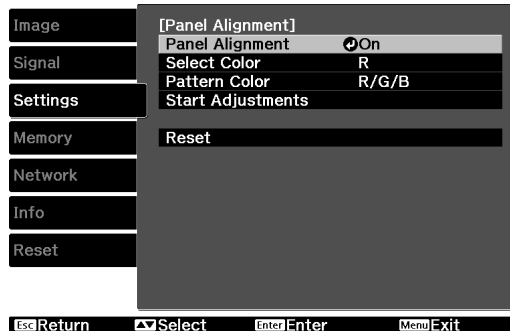 Image
Signal
Settings
Memory
Network
Info
Reset
[Panel Alignment]
Panel Alignment On
Select Color R
Pattern Color R/G/B
Start Adjustments
Reset
Esc Return Select Enter Enter Menu Exit